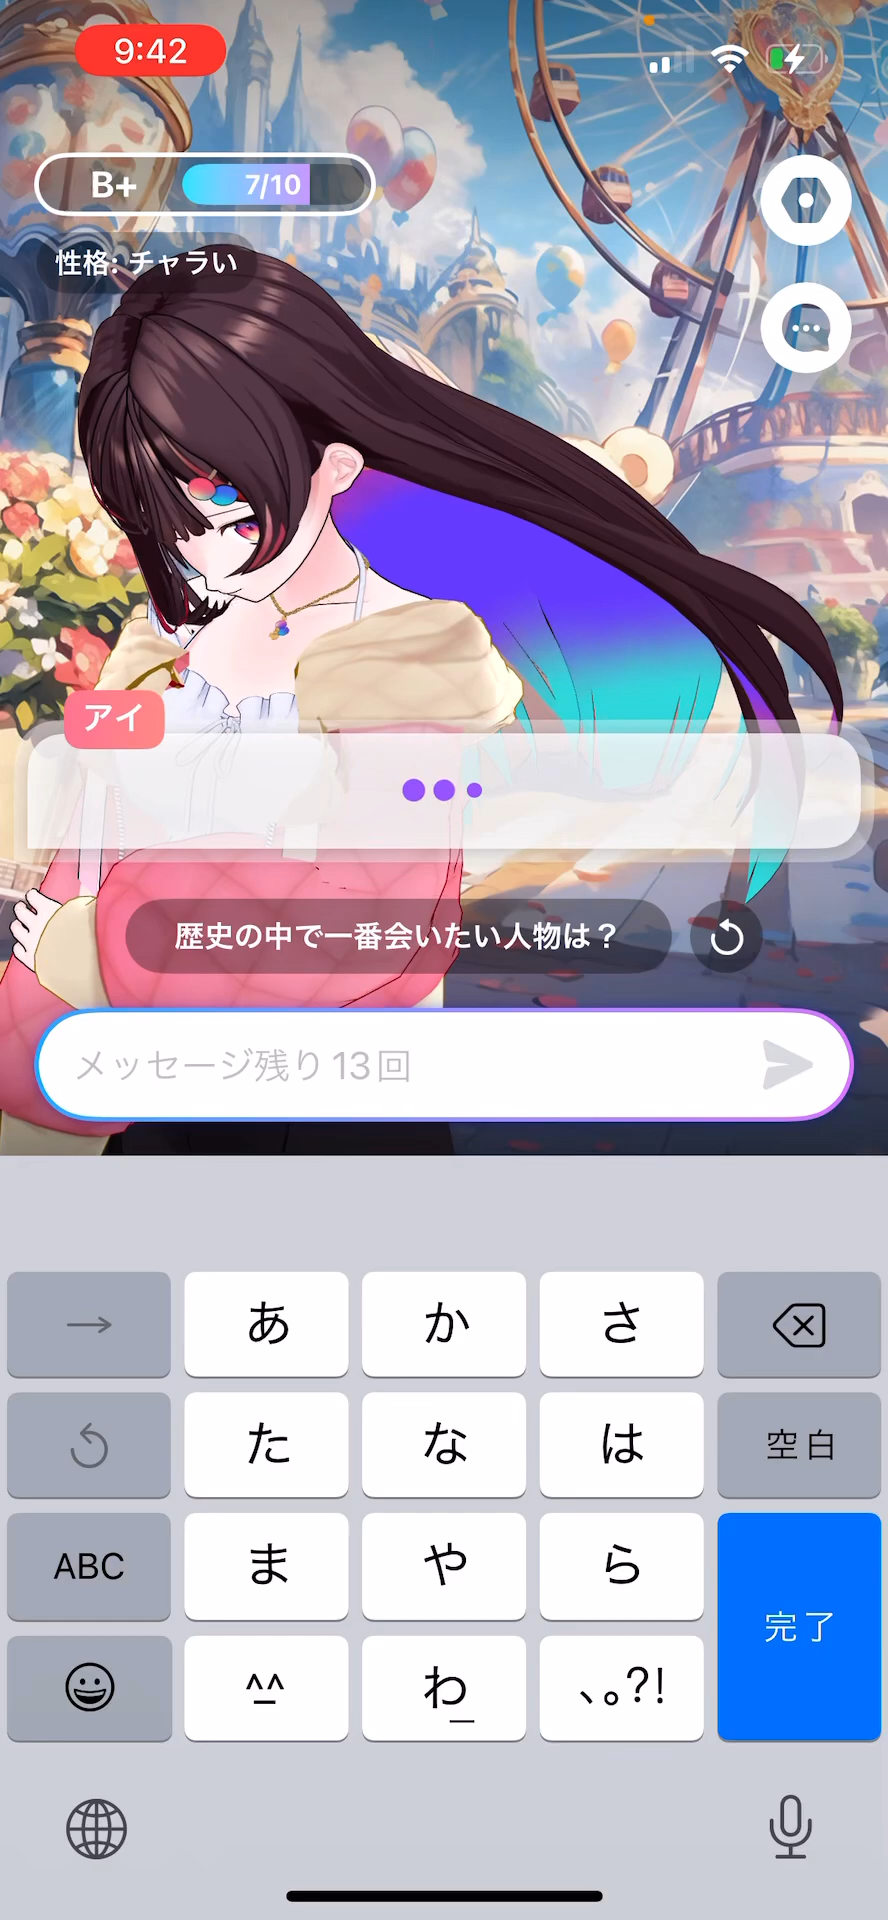 9:42
B+
7/10
性格: チャラい
アイ
歴史の中で一番会いたい人物は？
メッセージ残り13回
→ あ か さ
た な は 空白
ABC ま や ら
完了
^^ わ_ 、。?!